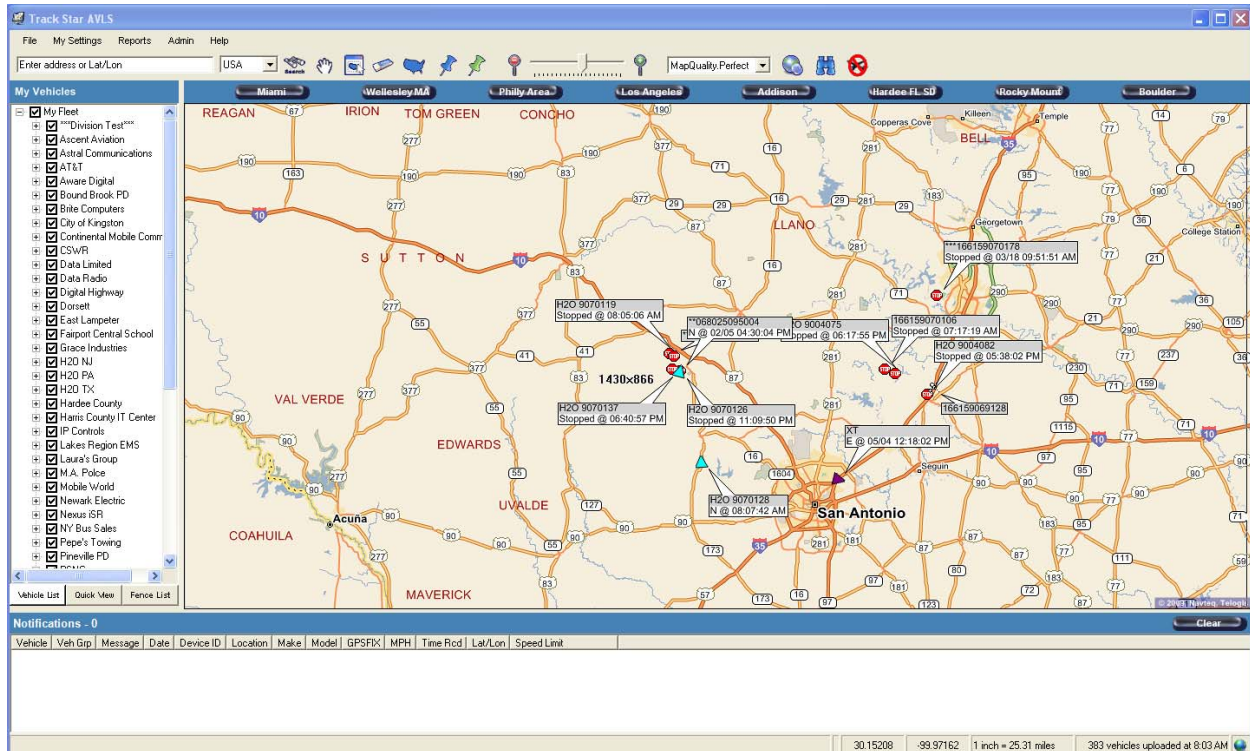 Track Star AVLS
File My Settings Reports Admin Help
Enter address or Lat/Lon
USA
Search
MapQuality.Perfect
My Vehicles
Miami
Wellesley MA
Philly Area
Los Angeles
Addison
Hardee FL SD
Rocky Mount
Boulder
My Fleet
***Division Test***
Ascent Aviation
Astral Communications
AT&T
Aware Digital
Bound Brook PD
Brite Computers
City of Kingston
Continental Mobile Comm
CSWR
Data Limited
Data Radio
Digital Highway
Dorsett
East Lampeter
Fairport Central School
Grace Industries
H20 NJ
H20 PA
H20 TX
Hardee County
Harris County IT Center
IP Controls
Lakes Region EMS
Laura's Group
M.A. Polce
Mobile World
Newark Electric
Nexus iSR
NY Bus Sales
Pepe's Towing
Pineville PD
Vehicle List
Quick View
Fence List
REAGAN
IRION
TOM GREEN
CONCHO
Copperas Cove
Killeen
Temple
BELL
LLANO
Georgetown
College Station
SUTTON
***166159070178
Stopped @ 03/18 09:51:51 AM
H2O 9070119
Stopped @ 08:05:06 AM
**068025095004
N @ 02/05 04:30:04 PM
9004075
06:17:55 PM
166159070106
Stopped @ 07:17:19 AM
H2O 9004082
Stopped @ 05:38:02 PM
1430x866
VAL VERDE
H2O 9070137
Stopped @ 06:40:57 PM
H2O 9070126
Stopped @ 11:09:50 PM
166159069128
XT
E @ 05/04 12:18:02 PM
EDWARDS
Seguin
H2O 9070128
N @ 08:07:42 AM
UVALDE
San Antonio
Acuña
COAHUILA
MAVERICK
Notifications - 0
Clear
Vehicle Veh Grp Message Date Device ID Location Make Model GPSFIX MPH Time Rcd Lat/Lon Speed Limit
30.15208 -99.97162 1 inch = 25.31 miles 383 vehicles uploaded at 8:03 AM